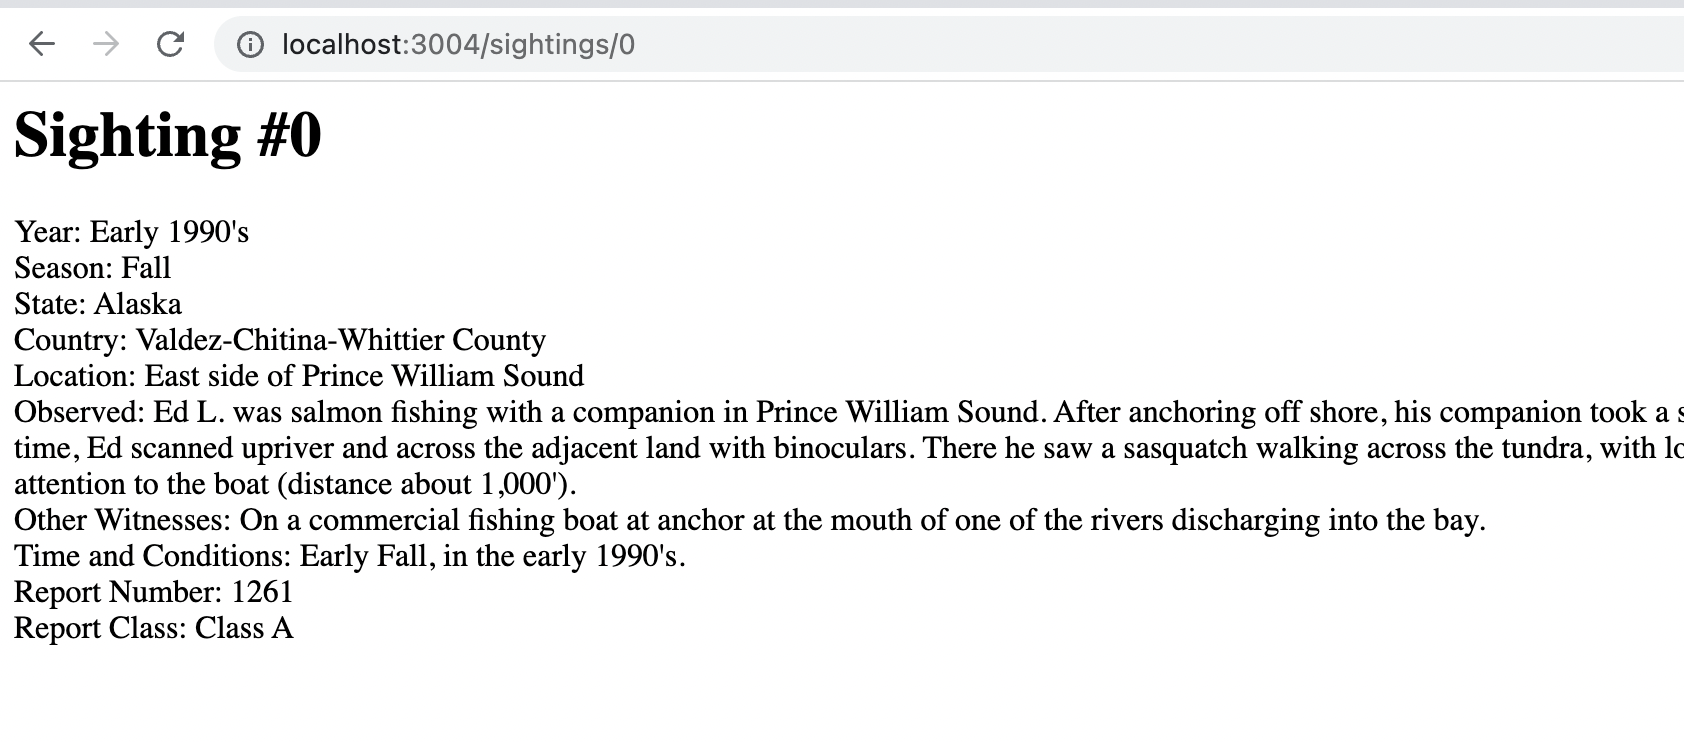 localhost:3004/sightings/0
Sighting #0
Year: Early 1990's
Season: Fall
State: Alaska
Country: Valdez-Chitina-Whittier County
Location: East side of Prince William Sound
Observed: Ed L. was salmon fishing with a companion in Prince William Sound. After anchoring off shore, his companion took a
time, Ed scanned upriver and across the adjacent land with binoculars. There he saw a sasquatch walking across the tundra, with
attention to the boat (distance about 1,000').
Other Witnesses: On a commercial fishing boat at anchor at the mouth of one of the rivers discharging into the bay.
Time and Conditions: Early Fall, in the early 1990's.
Report Number: 1261
Report Class: Class A